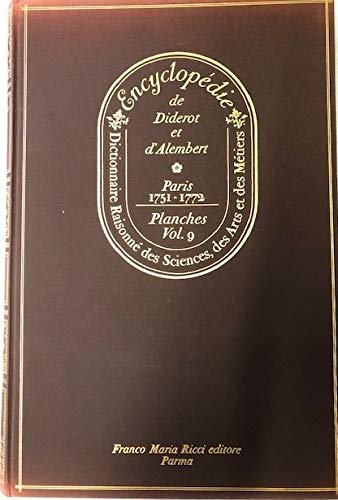 Encyclopédie
de
Diderot
et
d'Alembert
Paris
1751-1772
Planches
Vol. 9
Dictionnaire Raisonné des Sciences, des Arts et des Métiers
Franco Maria Ricci editore
Parma